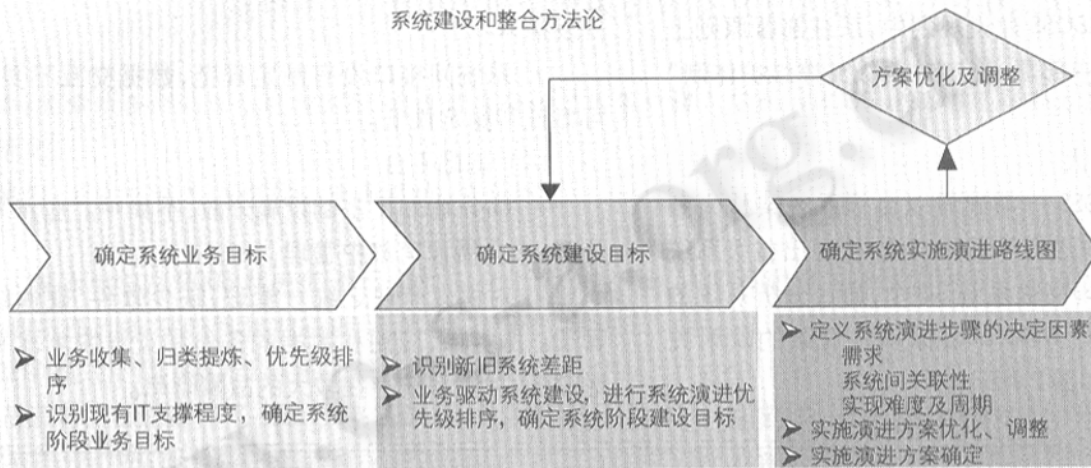 系统建设和整合方法论
方案优化及调整
确定系统业务目标
确定系统建设目标
确定系统实施演进路线图
➢ 业务收集、归类提炼、优先级排
序
➢ 识别现有IT支撑程度，确定系统
阶段业务目标
➢ 识别新旧系统差距
➢ 业务驱动系统建设，进行系统演进优
先级排序，确定系统阶段建设目标
➢ 定义系统演进步骤的决定因素
需求
系统间关联性
实现难度及周期
➢ 实施演进方案优化、调整
➢ 实施演进方案确定